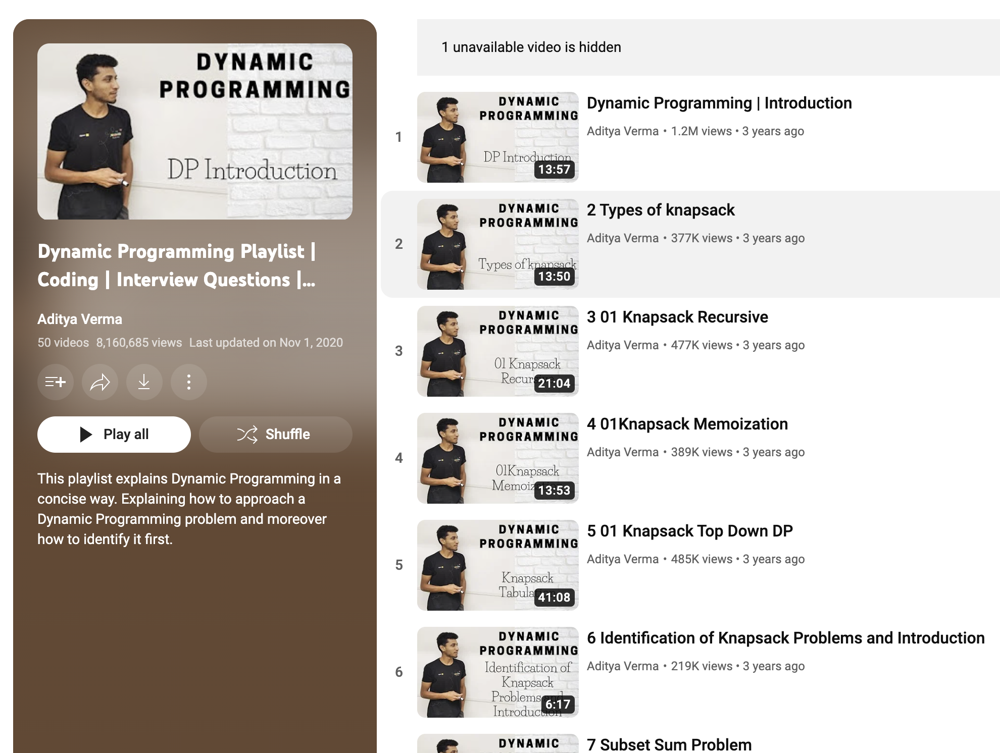 DYNAMIC
PROGRAMMING
DP Introduction
Dynamic Programming Playlist |
Coding | Interview Questions |...
Aditya Verma
50 videos 8,160,685 views Last updated on Nov 1, 2020
Play all
Shuffle
This playlist explains Dynamic Programming in a
concise way. Explaining how to approach a
Dynamic Programming problem and moreover
how to identify it first.
1 unavailable video is hidden
1
DYNAMIC
PROGRAMMING
DP Introduction
13:57
Dynamic Programming | Introduction
Aditya Verma • 1.2M views • 3 years ago
2
DYNAMIC
PROGRAMMING
Types of knapsack
13:50
2 Types of knapsack
Aditya Verma • 377K views • 3 years ago
3
DYNAMIC
PROGRAMMING
01 Knapsack
Recursive
21:04
3 01 Knapsack Recursive
Aditya Verma • 477K views • 3 years ago
4
DYNAMIC
PROGRAMMING
01Knapsack
13:53
4 01Knapsack Memoization
Aditya Verma • 389K views • 3 years ago
5
DYNAMIC
PROGRAMMING
Knapsack
41:08
5 01 Knapsack Top Down DP
Aditya Verma • 485K views • 3 years ago
6
DYNAMIC
PROGRAMMING
Identification of
Knapsack
Problems and
Introduction
6:17
6 Identification of Knapsack Problems and Introduction
Aditya Verma • 219K views • 3 years ago
DYNAMIC
7 Subset Sum Problem